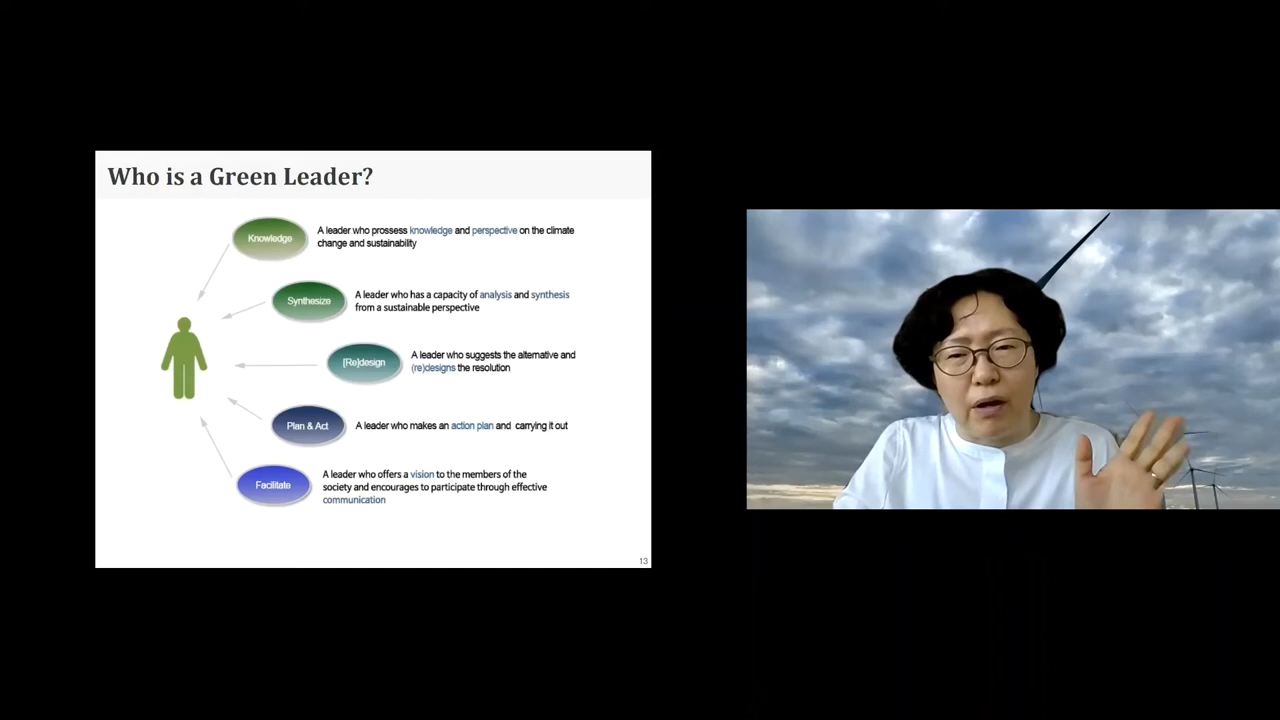 Who is a Green Leader?
Knowledge
A leader who prossess knowledge and perspective on the climate
change and sustainability
Synthesize
A leader who has a capacity of analysis and synthesis
from a sustainable perspective
[Re]design
A leader who suggests the alternative and
(re)designs the resolution
Plan & Act
A leader who makes an action plan and carrying it out
Facilitate
A leader who offers a vision to the members of the
society and encourages to participate through effective
communication
13